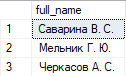 full_name
1 Саварина В. С.
2 Мельник Г. Ю.
3 Черкасов А. С.